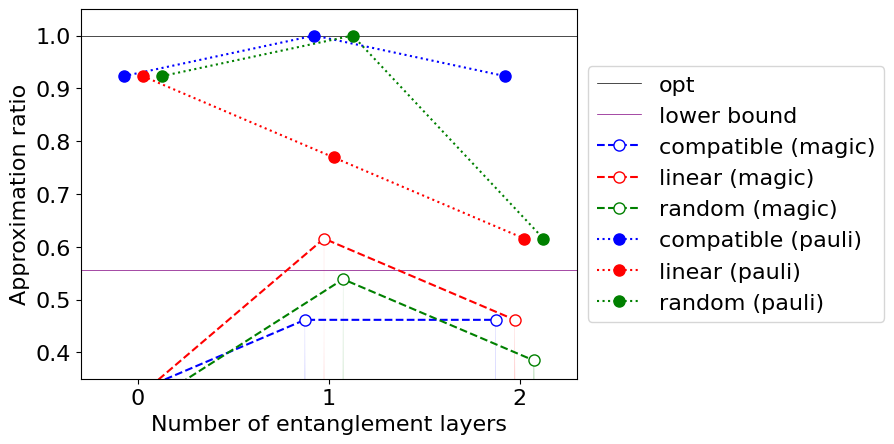 1.0
0.9
0.8
0.7
0.6
0.5
0.4
Approximation ratio
0 1 2
Number of entanglement layers
opt
lower bound
compatible (magic)
linear (magic)
random (magic)
compatible (pauli)
linear (pauli)
random (pauli)